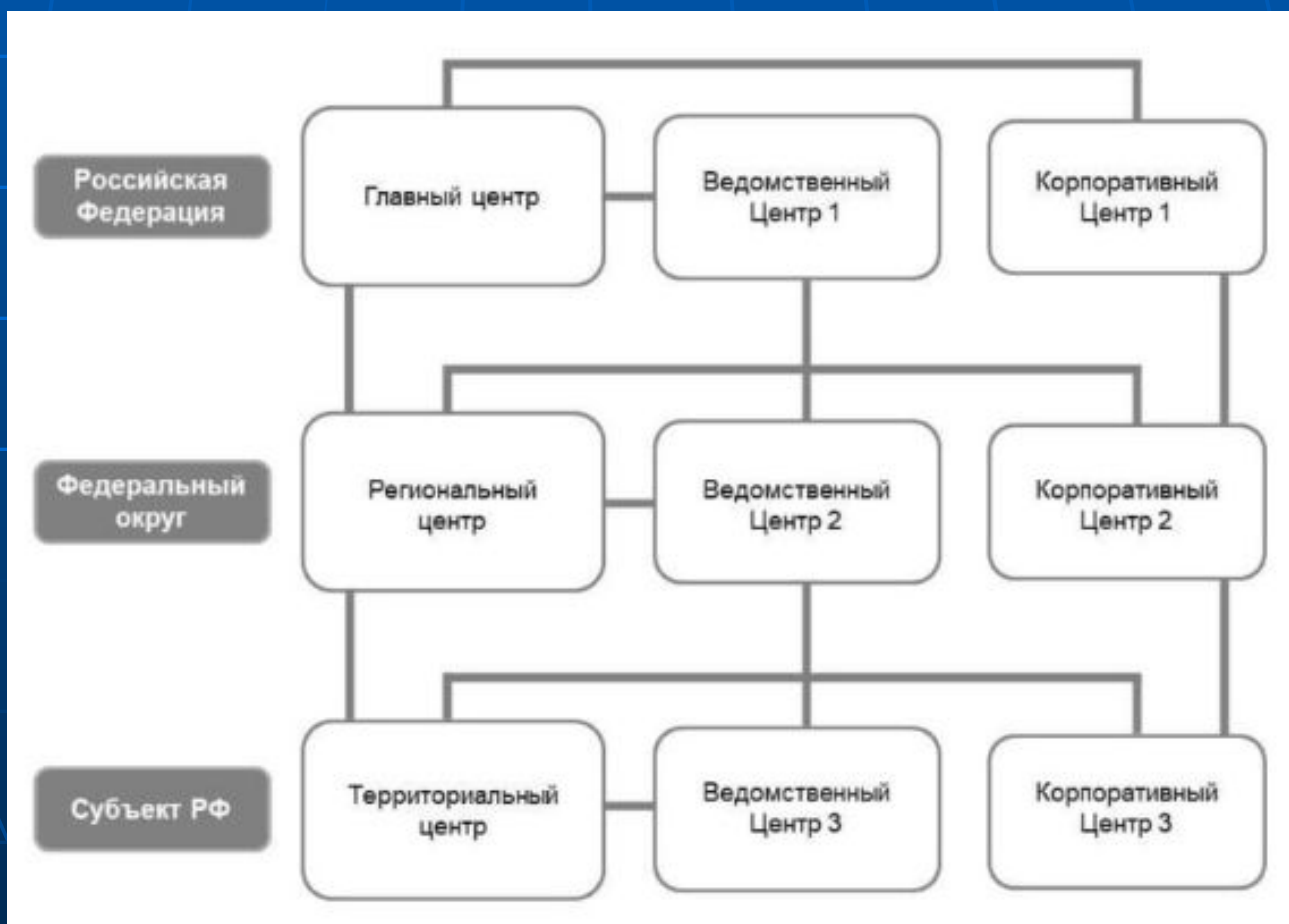 Российская
Федерация
Главный центр
Ведомственный
Центр 1
Корпоративный
Центр 1
Федеральный
округ
Региональный
центр
Ведомственный
Центр 2
Корпоративный
Центр 2
Субъект РФ
Территориальный
центр
Ведомственный
Центр 3
Корпоративный
Центр 3